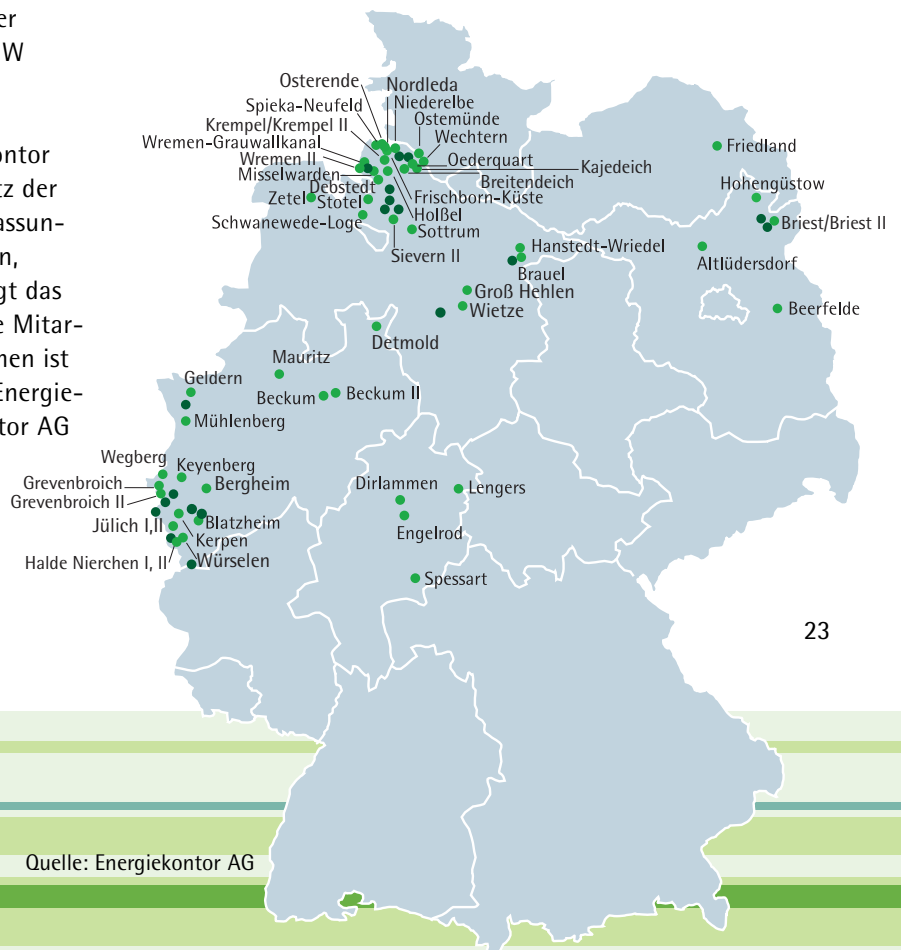 er
W
ontor
tz der
assun-
n,
gt das
e Mitar-
men ist
Energie-
tor AG
Osterende
Nordleda
Spieka-Neufeld
Niederelbe
Krempel/Krempel II
Ostemünde
Wremen-Grauwallkanal
Wechtern
Wremen II
Oederquart
Kajedeich
Misselwarden
Breitendeich
Debstedt
Frischborn-Küste
Zetel
Stotel
Holßel
Schwanewede-Loge
Sottrum
Sievern II
Friedland
Hohengüstow
Briest/Briest II
Altlüdersdorf
Beerfelde
Hanstedt-Wriedel
Brauel
Groß Hehlen
Wietze
Detmold
Mauritz
Geldern
Beckum
Beckum II
Mühlenberg
Wegberg
Keyenberg
Grevenbroich
Bergheim
Grevenbroich II
Jülich I,II
Blatzheim
Kerpen
Halde Nierchen I, II
Würselen
Dirlammen
Lengers
Engelrod
Spessart
23
Quelle: Energiekontor AG